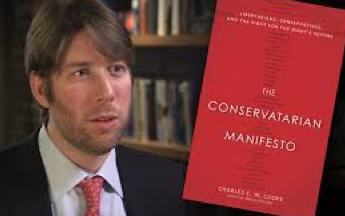 LIBERTARIANS, CONSERVATIVES,
AND THE FIGHT FOR THE RIGHT'S FUTURE
THE
CONSERVATARIAN
MANIFESTO
CHARLES C. W. COOKE